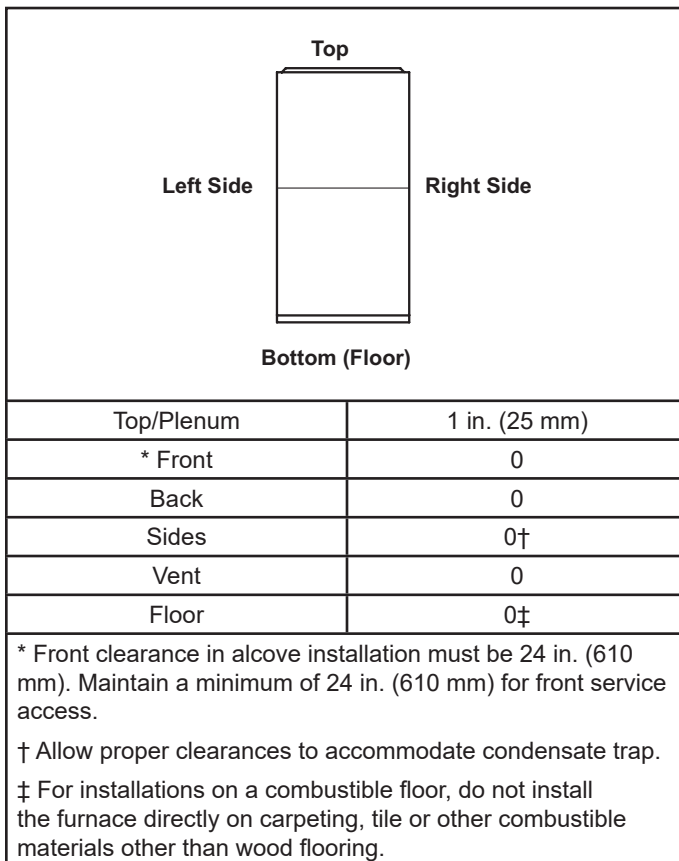 Top
Left Side
Right Side
Bottom (Floor)
Top/Plenum 1 in. (25 mm)
* Front 0
Back 0
Sides 0†
Vent 0
Floor 0‡
* Front clearance in alcove installation must be 24 in. (610
mm). Maintain a minimum of 24 in. (610 mm) for front service
access.
† Allow proper clearances to accommodate condensate trap.
‡ For installations on a combustible floor, do not install
the furnace directly on carpeting, tile or other combustible
materials other than wood flooring.